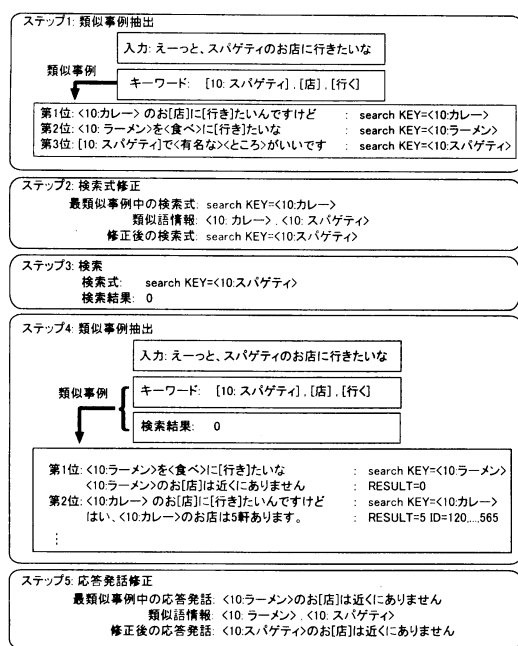 ステップ1: 類似事例抽出
入力: えーっと、スパゲティのお店に行きたいな
類似事例
キーワード: [10: スパゲティ] , [店] , [行く]
第1位: <10:カレー> のお[店]に[行き]たいんですけど : search KEY=<10:カレー>
第2位: <10: ラーメン>を<食べ>に[行き]たいな : search KEY=<10:ラーメン>
第3位: [10: スパゲティ]で<有名な><ところ>がいいです : search KEY=<10:スパゲティ>
ステップ2: 検索式修正
最類似事例中の検索式: search KEY=<10:カレー>
類似語情報: <10: カレー> . <10: スパゲティ>
修正後の検索式: search KEY=<10:スパゲティ>
ステップ3: 検索
検索式: search KEY=<10:スパゲティ>
検索結果: 0
ステップ4: 類似事例抽出
入力: えーっと、スパゲティのお店に行きたいな
類似事例
キーワード: [10: スパゲティ] , [店] , [行く]
検索結果: 0
第1位: <10:ラーメン>を<食べ>に[行き]たいな : search KEY=<10:ラーメン>
<10:ラーメン>のお[店]は近くにありません : RESULT=0
第2位: <10:カレー> のお[店]に[行き]たいんですけど : search KEY=<10:カレー>
はい、<10:カレー>のお店は5軒あります。 : RESULT=5 ID=120,...,565
⋮
ステップ5: 応答発話修正
最類似事例中の応答発話: <10:ラーメン>のお[店]は近くにありません
類似語情報: <10: ラーメン> . <10: スパゲティ>
修正後の応答発話: <10:スパゲティ>のお[店]は近くにありません